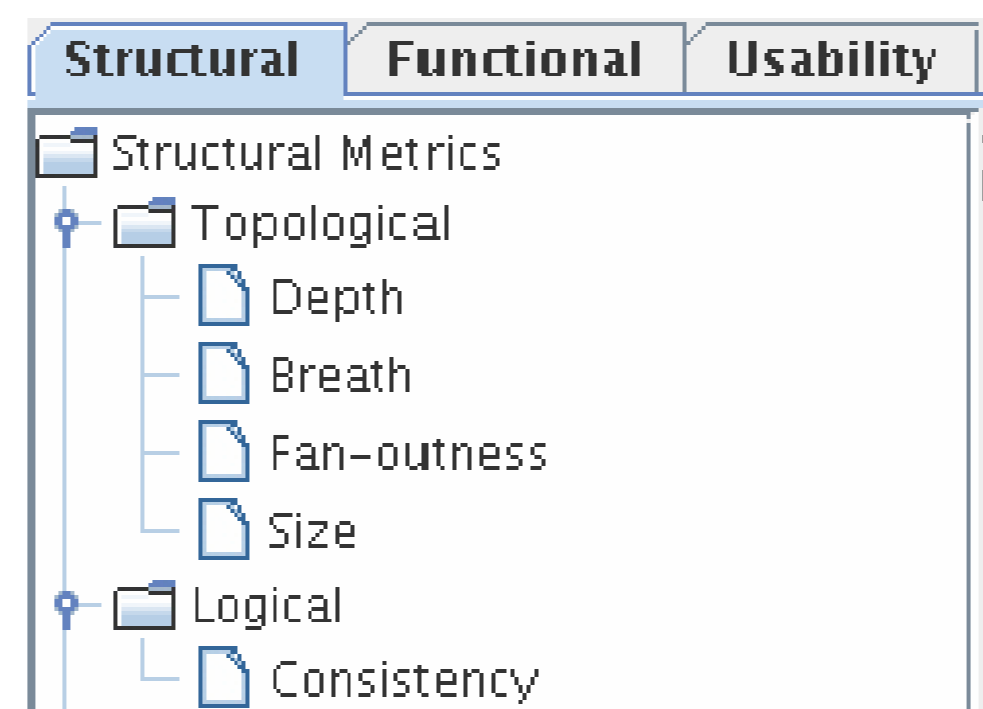 Structural Functional Usability
Structural Metrics
Topological
Depth
Breath
Fan-outness
Size
Logical
Consistency